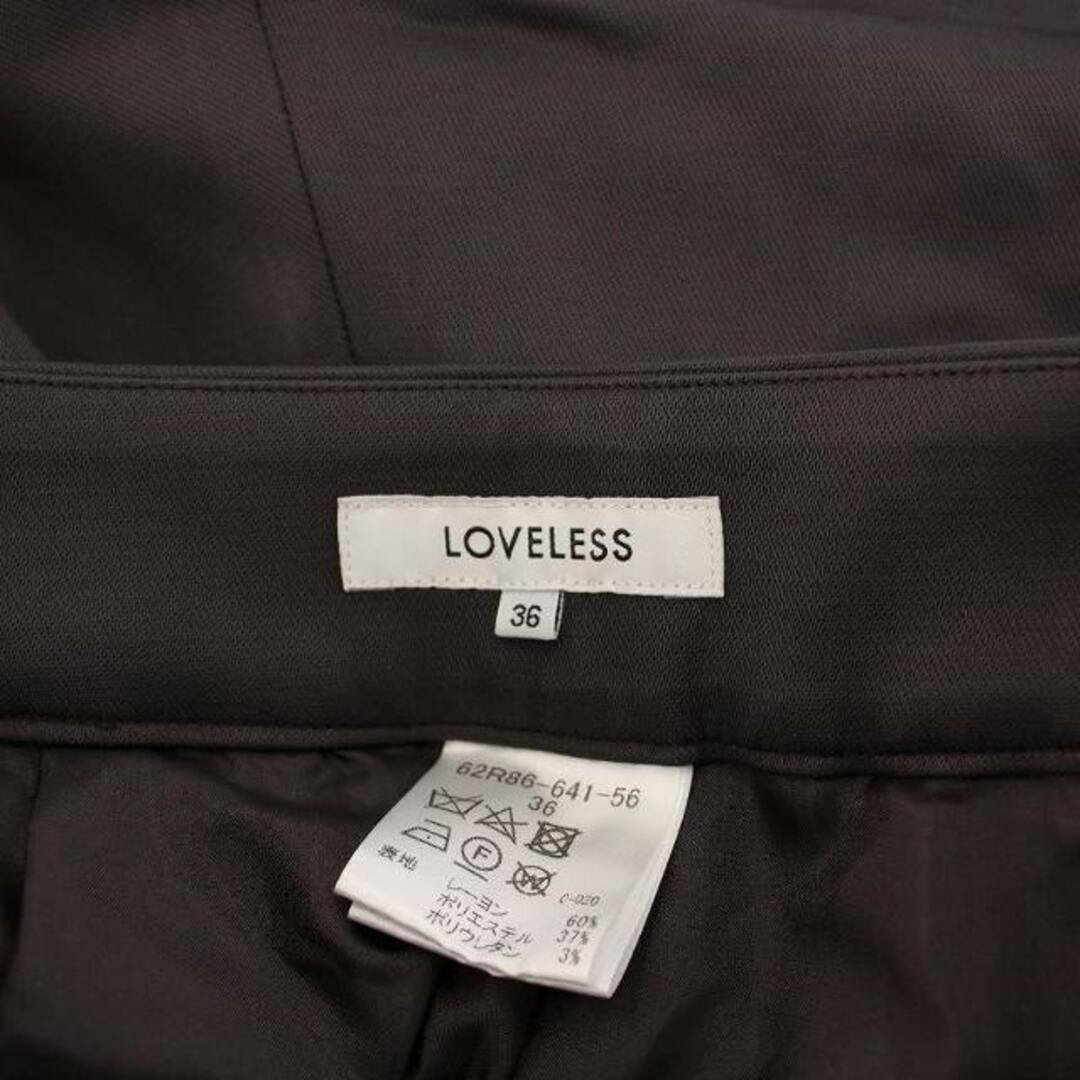 LOVELESS
36
62R86-641-56
36
F
W
C-020
表地
レーヨン 60%
ポリエステル 37%
ポリウレタン 3%